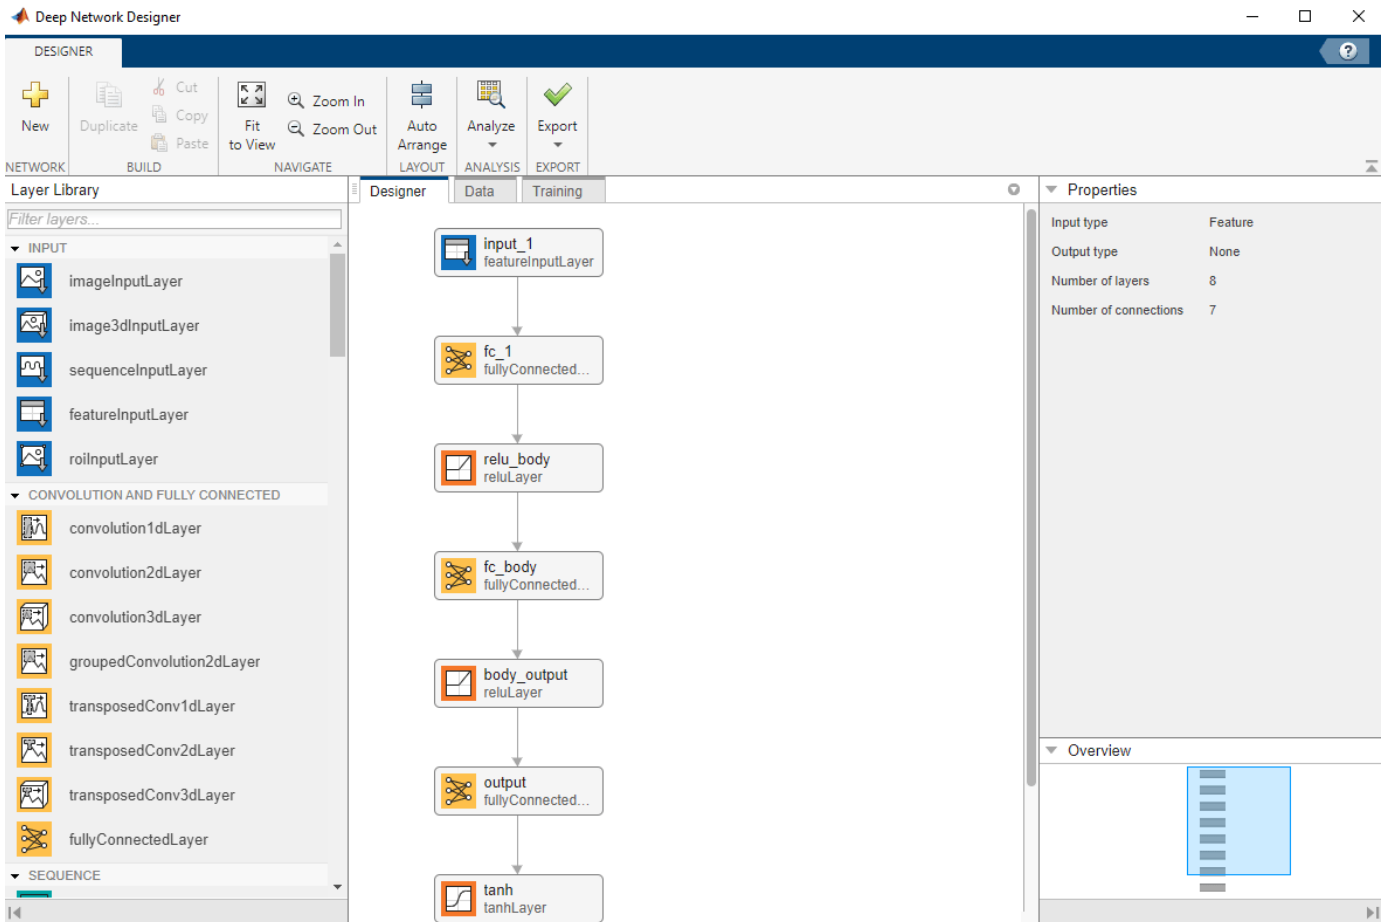 Deep Network Designer
DESIGNER
?
New
Duplicate
Cut
Copy
Paste
Fit
to View
Zoom In
Zoom Out
Auto
Arrange
Analyze
Export
NETWORK
BUILD
NAVIGATE
LAYOUT
ANALYSIS
EXPORT
Layer Library
Filter layers...
INPUT
imageInputLayer
image3dInputLayer
sequenceInputLayer
featureInputLayer
roiInputLayer
CONVOLUTION AND FULLY CONNECTED
convolution1dLayer
convolution2dLayer
convolution3dLayer
groupedConvolution2dLayer
transposedConv1dLayer
transposedConv2dLayer
transposedConv3dLayer
fullyConnectedLayer
SEQUENCE
Designer
Data
Training
input_1
featureInputLayer
fc_1
fullyConnected...
relu_body
reluLayer
fc_body
fullyConnected...
body_output
reluLayer
output
fullyConnected...
tanh
tanhLayer
Properties
Input type Feature
Output type None
Number of layers 8
Number of connections 7
Overview